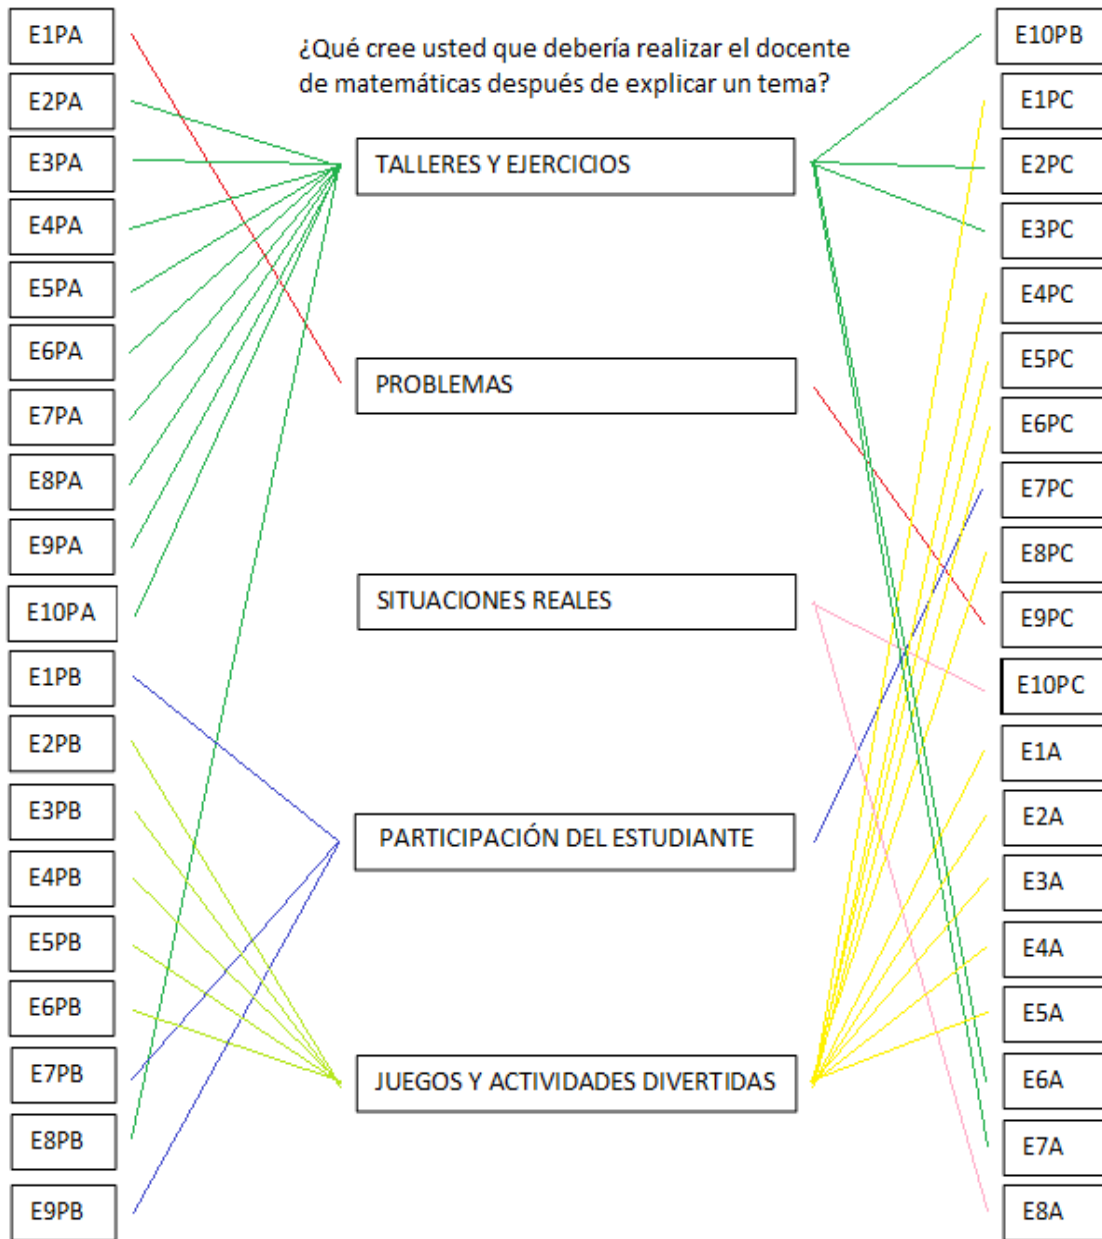 ¿Qué cree usted que debería realizar el docente
de matemáticas después de explicar un tema?
E1PA
E2PA
E3PA
E4PA
E5PA
E6PA
E7PA
E8PA
E9PA
E10PA
E1PB
E2PB
E3PB
E4PB
E5PB
E6PB
E7PB
E8PB
E9PB
TALLERES Y EJERCICIOS
PROBLEMAS
SITUACIONES REALES
PARTICIPACIÓN DEL ESTUDIANTE
JUEGOS Y ACTIVIDADES DIVERTIDAS
E10PB
E1PC
E2PC
E3PC
E4PC
E5PC
E6PC
E7PC
E8PC
E9PC
E10PC
E1A
E2A
E3A
E4A
E5A
E6A
E7A
E8A